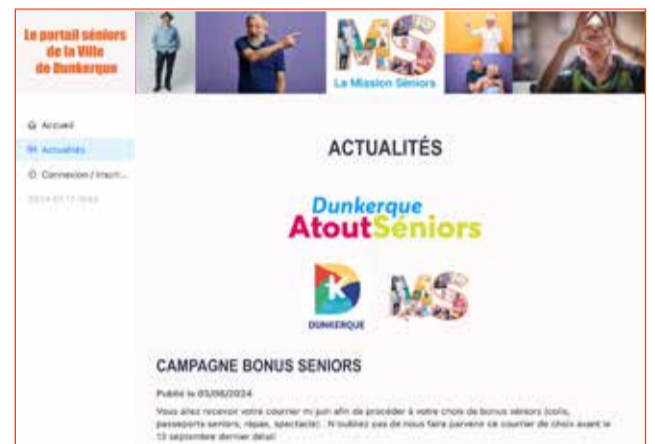 Le portail séniors
de la Ville
de Dunkerque
MS
La Mission Séniors
Accueil
Actualités
Connexion / Inscri...
ACTUALITÉS
Dunkerque
AtoutSéniors
DK
DUNKERQUE
MS
CAMPAGNE BONUS SENIORS
Publié le 05/06/2024
Vous allez recevoir votre courrier mi juin afin de procéder à votre choix de bonus séniors (colis,
passeports seniors, repas, spectacle). N'oubliez pas de nous faire parvenir ce courrier de choix avant le
13 septembre dernier délai!